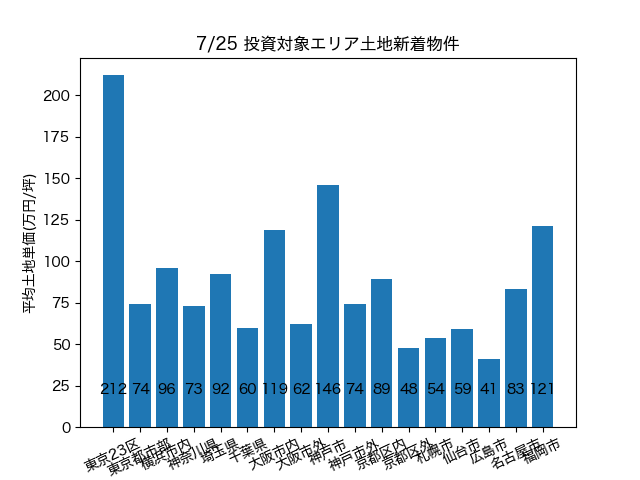 7/25 投資対象エリア土地新着物件
平均土地単価(万円/坪)
200
175
150
125
100
75
50
25
0
212 74 96 73 92 60 119 62 146 74 89 48 54 59 41 83 121
東京23区 東京都市部 横浜市内 神奈川県 埼玉県 千葉県 大阪市内 大阪市外 神戸市 神戸市外 京都区内 京都区外 札幌市 仙台市 広島市 名古屋市 福岡市